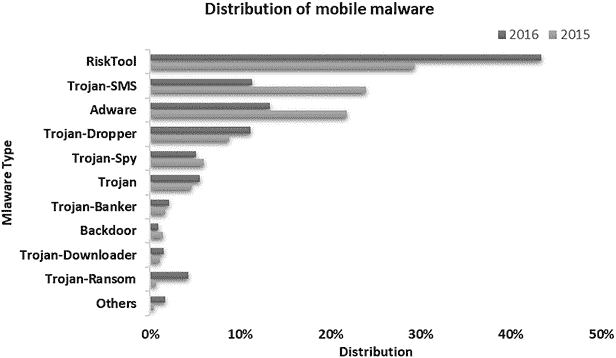 Distribution of mobile malware
2016 2015
RiskTool
Trojan-SMS
Adware
Trojan-Dropper
Trojan-Spy
Trojan
Trojan-Banker
Backdoor
Trojan-Downloader
Trojan-Ransom
Others
Mlaware Type
0% 10% 20% 30% 40% 50%
Distribution